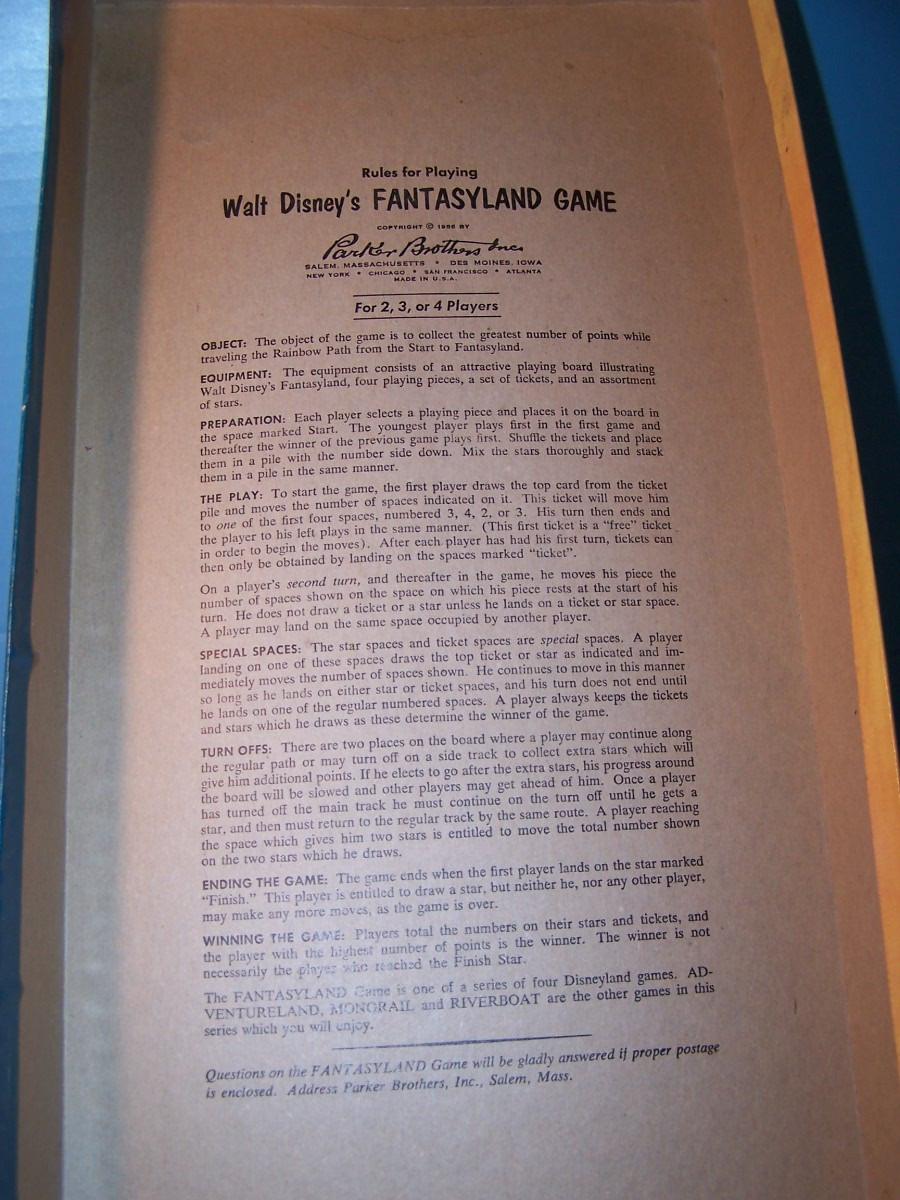 Rules for Playing
Walt Disney's FANTASYLAND GAME
COPYRIGHT © 1956 BY
Parker Brothers Inc.
SALEM, MASSACHUSETTS • DES MOINES, IOWA
NEW YORK • CHICAGO • SAN FRANCISCO • ATLANTA
MADE IN U.S.A.
For 2, 3, or 4 Players
OBJECT: The object of the game is to collect the greatest number of points while
traveling the Rainbow Path from the Start to Fantasyland.
EQUIPMENT: The equipment consists of an attractive playing board illustrating
Walt Disney's Fantasyland, four playing pieces, a set of tickets, and an assortment
of stars.
PREPARATION: Each player selects a playing piece and places it on the board in
the space marked Start. The youngest player plays first in the first game and
thereafter the winner of the previous game plays first. Shuffle the tickets and place
them in a pile with the number side down. Mix the stars thoroughly and stack
them in a pile in the same manner.
THE PLAY: To start the game, the first player draws the top card from the ticket
pile and moves the number of spaces indicated on it. This ticket will move him
to one of the first four spaces, numbered 3, 4, 2, or 3. His turn then ends and
the player to his left plays in the same manner. (This first ticket is a "free" ticket
in order to begin the moves). After each player has had his first turn, tickets can
then only be obtained by landing on the spaces marked "ticket".
On a player's second turn, and thereafter in the game, he moves his piece the
number of spaces shown on the space on which his piece rests at the start of his
turn. He does not draw a ticket or a star unless he lands on a ticket or star space.
A player may land on the same space occupied by another player.
SPECIAL SPACES: The star spaces and ticket spaces are special spaces. A player
landing on one of these spaces draws the top ticket or star as indicated and im-
mediately moves the number of spaces shown. He continues to move in this manner
so long as he lands on either star or ticket spaces, and his turn does not end until
he lands on one of the regular numbered spaces. A player always keeps the tickets
and stars which he draws as these determine the winner of the game.
TURN OFFS: There are two places on the board where a player may continue along
the regular path or may turn off on a side track to collect extra stars which will
give him additional points. If he elects to go after the extra stars, his progress around
the board will be slowed and other players may get ahead of him. Once a player
has turned off the main track he must continue on the turn off until he gets a
star, and then must return to the regular track by the same route. A player reaching
the space which gives him two stars is entitled to move the total number shown
on the two stars which he draws.
ENDING THE GAME: The game ends when the first player lands on the star marked
"Finish." This player is entitled to draw a star, but neither he, nor any other player,
may make any more moves, as the game is over.
WINNING THE GAME: Players total the numbers on their stars and tickets, and
the player with the highest number of points is the winner. The winner is not
necessarily the player who reached the Finish Star.
The FANTASYLAND Game is one of a series of four Disneyland games. AD-
VENTURELAND, MONORAIL and RIVERBOAT are the other games in this
series which you will enjoy.
Questions on the FANTASYLAND Game will be gladly answered if proper postage
is enclosed. Address Parker Brothers, Inc., Salem, Mass.